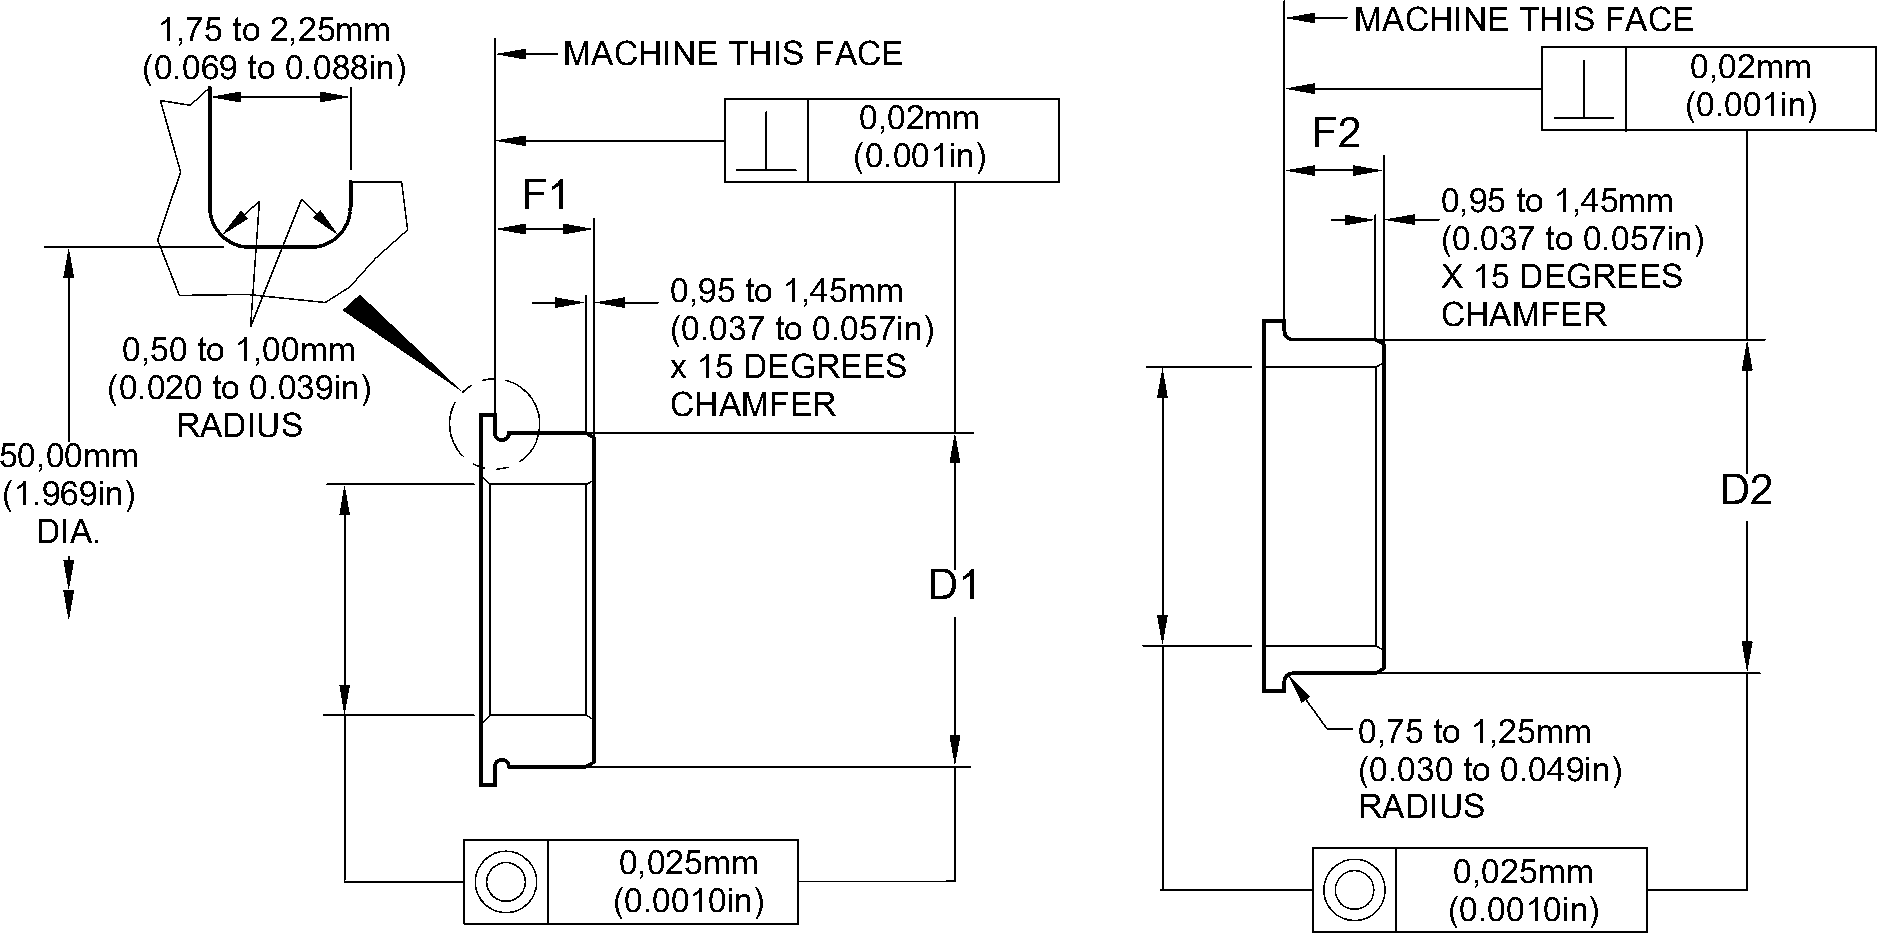 1,75 to 2,25mm
(0.069 to 0.088in)
MACHINE THIS FACE
0,02mm
(0.001in)
F1
0,95 to 1,45mm
(0.037 to 0.057in)
x 15 DEGREES
CHAMFER
0,50 to 1,00mm
(0.020 to 0.039in)
RADIUS
50,00mm
(1.969in)
DIA.
D1
0,025mm
(0.0010in)
MACHINE THIS FACE
0,02mm
(0.001in)
F2
0,95 to 1,45mm
(0.037 to 0.057in)
X 15 DEGREES
CHAMFER
D2
0,75 to 1,25mm
(0.030 to 0.049in)
RADIUS
0,025mm
(0.0010in)